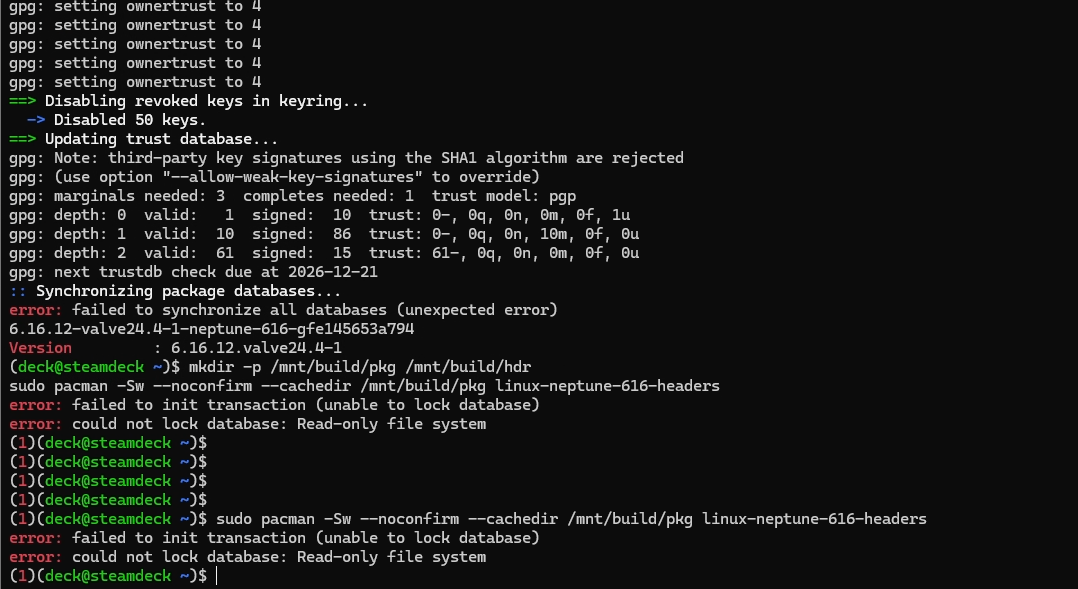 gpg: setting ownertrust to 4
gpg: setting ownertrust to 4
gpg: setting ownertrust to 4
gpg: setting ownertrust to 4
gpg: setting ownertrust to 4
==> Disabling revoked keys in keyring...
  -> Disabled 50 keys.
==> Updating trust database...
gpg: Note: third-party key signatures using the SHA1 algorithm are rejected
gpg: (use option "--allow-weak-key-signatures" to override)
gpg: marginals needed: 3  completes needed: 1  trust model: pgp
gpg: depth: 0  valid:   1  signed:  10  trust: 0-, 0q, 0n, 0m, 0f, 1u
gpg: depth: 1  valid:  10  signed:  86  trust: 0-, 0q, 0n, 10m, 0f, 0u
gpg: depth: 2  valid:  61  signed:  15  trust: 61-, 0q, 0n, 0m, 0f, 0u
gpg: next trustdb check due at 2026-12-21
:: Synchronizing package databases...
error: failed to synchronize all databases (unexpected error)
6.16.12-valve24.4-1-neptune-616-gfe145653a794
Version         : 6.16.12.valve24.4-1
(deck@steamdeck ~)$ mkdir -p /mnt/build/pkg /mnt/build/hdr
sudo pacman -Sw --noconfirm --cachedir /mnt/build/pkg linux-neptune-616-headers
error: failed to init transaction (unable to lock database)
error: could not lock database: Read-only file system
(1)(deck@steamdeck ~)$
(1)(deck@steamdeck ~)$
(1)(deck@steamdeck ~)$
(1)(deck@steamdeck ~)$
(1)(deck@steamdeck ~)$ sudo pacman -Sw --noconfirm --cachedir /mnt/build/pkg linux-neptune-616-headers
error: failed to init transaction (unable to lock database)
error: could not lock database: Read-only file system
(1)(deck@steamdeck ~)$